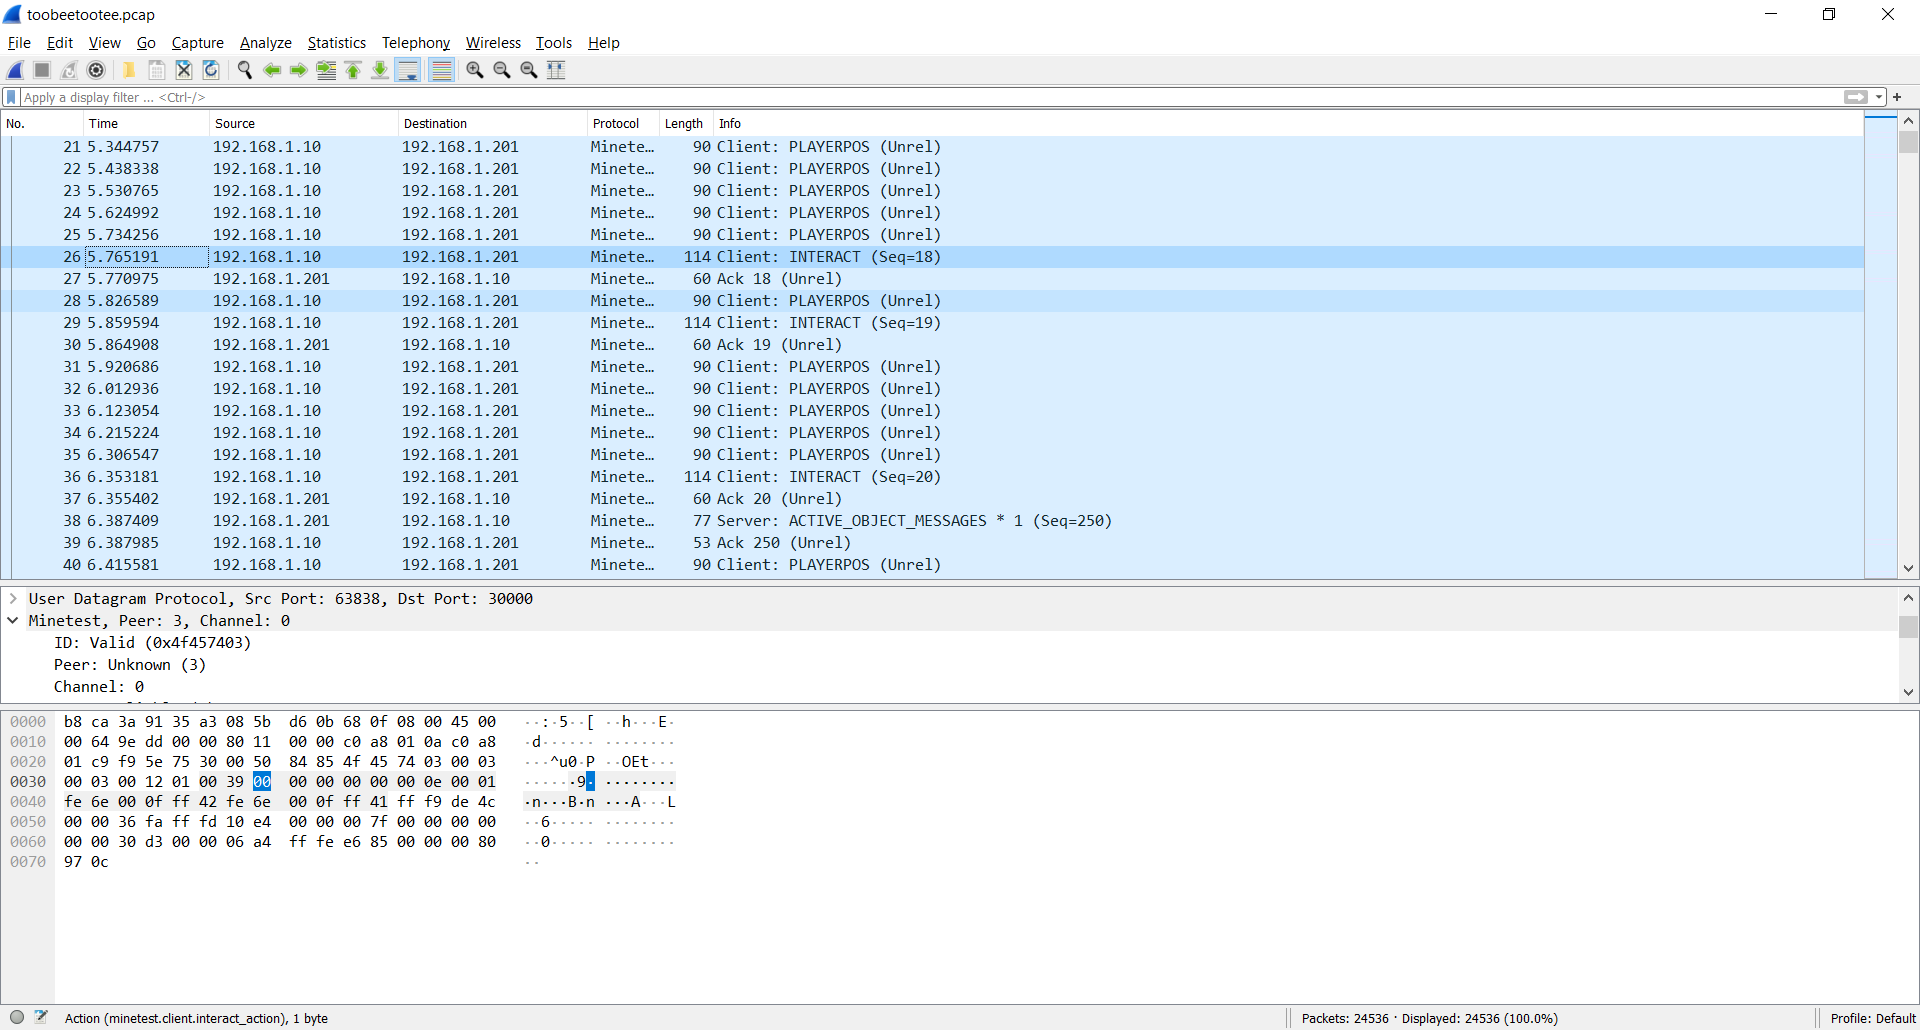 toobeetootee.pcap
File Edit View Go Capture Analyze Statistics Telephony Wireless Tools Help
Apply a display filter ... <Ctrl-/>
No. Time Source Destination Protocol Length Info
21 5.344757 192.168.1.10 192.168.1.201 Minete… 90 Client: PLAYERPOS (Unrel)
22 5.438338 192.168.1.10 192.168.1.201 Minete… 90 Client: PLAYERPOS (Unrel)
23 5.530765 192.168.1.10 192.168.1.201 Minete… 90 Client: PLAYERPOS (Unrel)
24 5.624992 192.168.1.10 192.168.1.201 Minete… 90 Client: PLAYERPOS (Unrel)
25 5.734256 192.168.1.10 192.168.1.201 Minete… 90 Client: PLAYERPOS (Unrel)
26 5.765191 192.168.1.10 192.168.1.201 Minete… 114 Client: INTERACT (Seq=18)
27 5.770975 192.168.1.201 192.168.1.10 Minete… 60 Ack 18 (Unrel)
28 5.826589 192.168.1.10 192.168.1.201 Minete… 90 Client: PLAYERPOS (Unrel)
29 5.859594 192.168.1.10 192.168.1.201 Minete… 114 Client: INTERACT (Seq=19)
30 5.864908 192.168.1.201 192.168.1.10 Minete… 60 Ack 19 (Unrel)
31 5.920686 192.168.1.10 192.168.1.201 Minete… 90 Client: PLAYERPOS (Unrel)
32 6.012936 192.168.1.10 192.168.1.201 Minete… 90 Client: PLAYERPOS (Unrel)
33 6.123054 192.168.1.10 192.168.1.201 Minete… 90 Client: PLAYERPOS (Unrel)
34 6.215224 192.168.1.10 192.168.1.201 Minete… 90 Client: PLAYERPOS (Unrel)
35 6.306547 192.168.1.10 192.168.1.201 Minete… 90 Client: PLAYERPOS (Unrel)
36 6.353181 192.168.1.10 192.168.1.201 Minete… 114 Client: INTERACT (Seq=20)
37 6.355402 192.168.1.201 192.168.1.10 Minete… 60 Ack 20 (Unrel)
38 6.387409 192.168.1.201 192.168.1.10 Minete… 77 Server: ACTIVE_OBJECT_MESSAGES * 1 (Seq=250)
39 6.387985 192.168.1.10 192.168.1.201 Minete… 53 Ack 250 (Unrel)
40 6.415581 192.168.1.10 192.168.1.201 Minete… 90 Client: PLAYERPOS (Unrel)
User Datagram Protocol, Src Port: 63838, Dst Port: 30000
Minetest, Peer: 3, Channel: 0
ID: Valid (0x4f457403)
Peer: Unknown (3)
Channel: 0
0000 b8 ca 3a 91 35 a3 08 5b d6 0b 68 0f 08 00 45 00 ··:·5··[ ··h···E·
0010 00 64 9e dd 00 00 80 11 00 00 c0 a8 01 0a c0 a8 ·d······ ········
0020 01 c9 f9 5e 75 30 00 50 84 85 4f 45 74 03 00 03 ···^u0·P ··OEt···
0030 00 03 00 12 01 00 39 00 00 00 00 00 00 0e 00 01 ······9· ········
0040 fe 6e 00 0f ff 42 fe 6e 00 0f ff 41 ff f9 de 4c ·n···B·n ···A···L
0050 00 00 36 fa ff fd 10 e4 00 00 00 7f 00 00 00 00 ··6····· ········
0060 00 00 30 d3 00 00 06 a4 ff fe e6 85 00 00 00 80 ··0····· ········
0070 97 0c ··
Action (minetest.client.interact_action), 1 byte
Packets: 24536 · Displayed: 24536 (100.0%)
Profile: Default